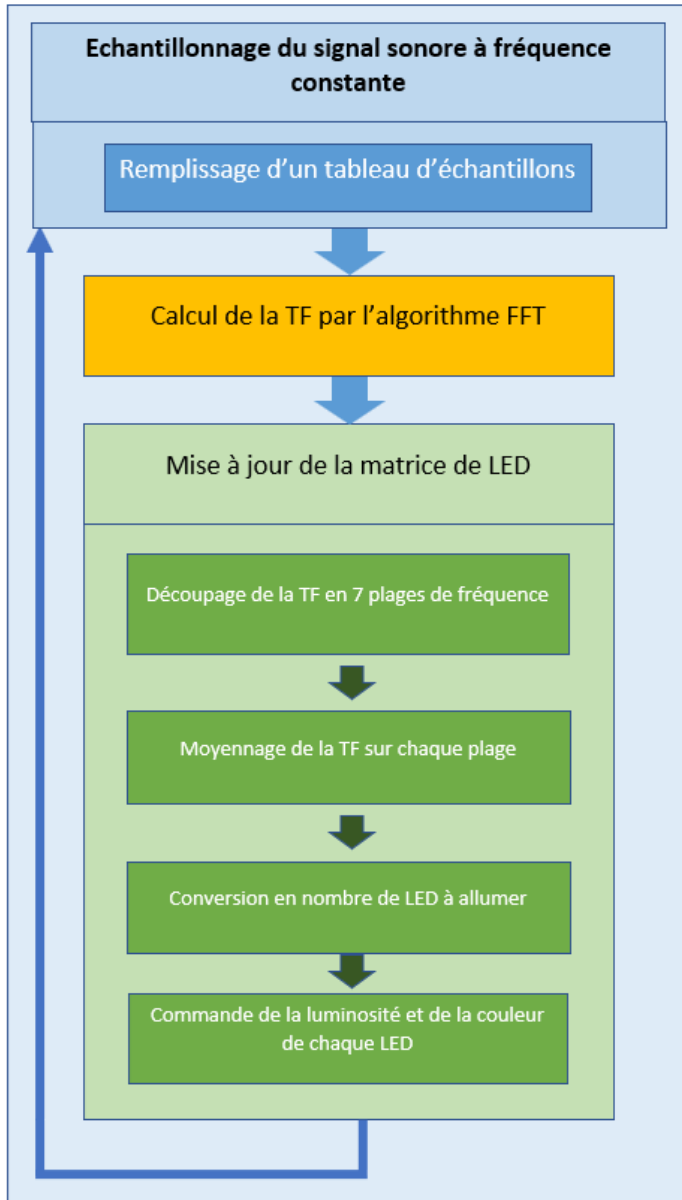 Echantillonnage du signal sonore à fréquence
constante
Remplissage d'un tableau d'échantillons
Calcul de la TF par l'algorithme FFT
Mise à jour de la matrice de LED
Découpage de la TF en 7 plages de fréquence
Moyennage de la TF sur chaque plage
Conversion en nombre de LED à allumer
Commande de la luminosité et de la couleur
de chaque LED